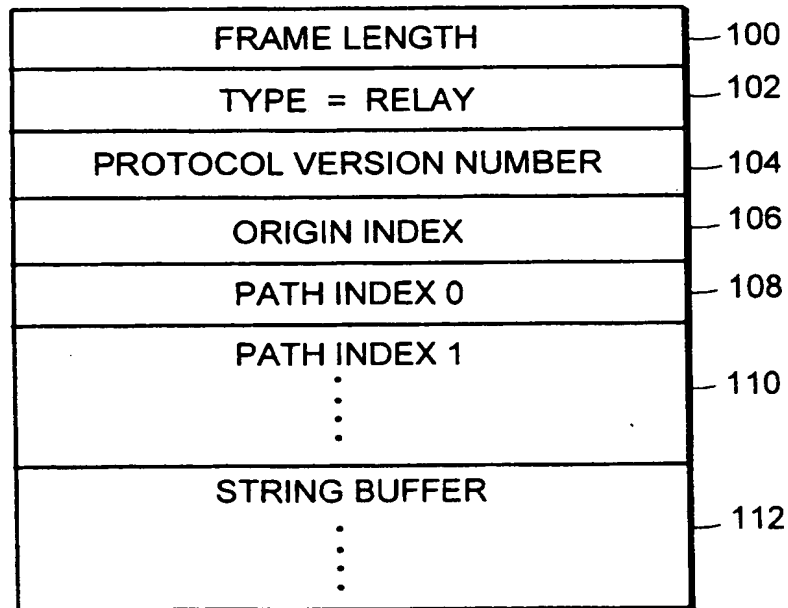 FRAME LENGTH 100
TYPE = RELAY 102
PROTOCOL VERSION NUMBER 104
ORIGIN INDEX 106
PATH INDEX 0 108
PATH INDEX 1
110
STRING BUFFER
112